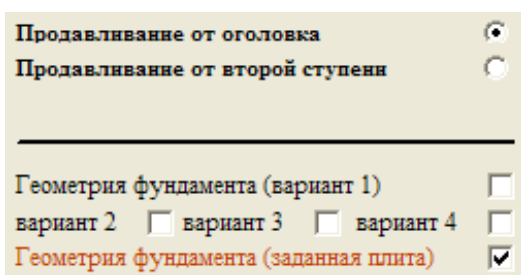 Продавливание от оголовка
Продавливание от второй ступени
Геометрия фундамента (вариант 1)
вариант 2 вариант 3 вариант 4
Геометрия фундамента (заданная плита)